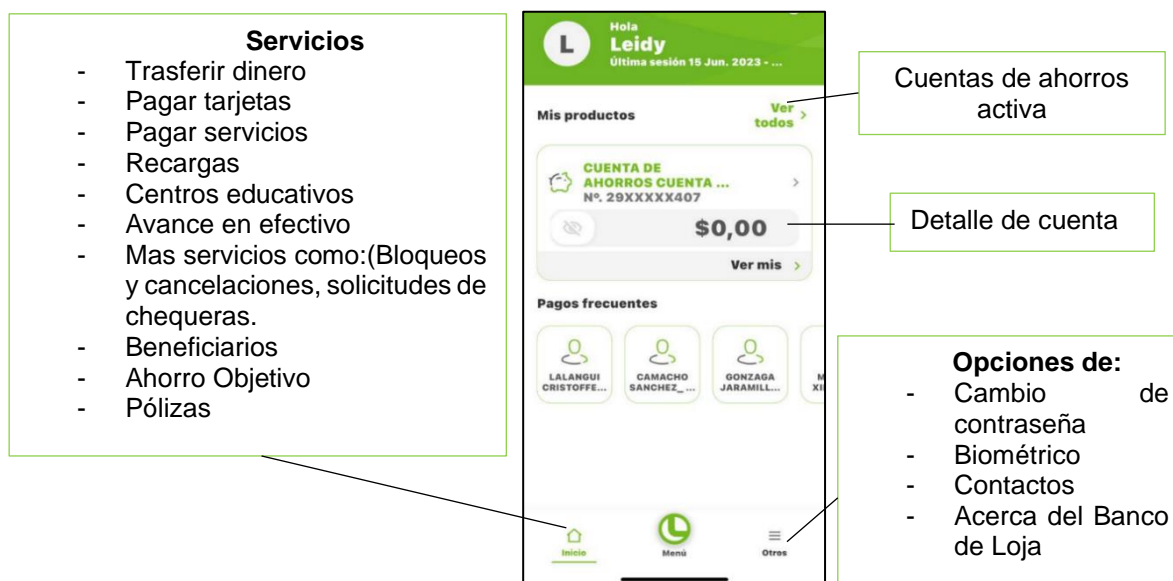 Servicios
- Trasferir dinero
- Pagar tarjetas
- Pagar servicios
- Recargas
- Centros educativos
- Avance en efectivo
- Mas servicios como:(Bloqueos
y cancelaciones, solicitudes de
chequeras.
- Beneficiarios
- Ahorro Objetivo
- Pólizas
L
Hola
Leidy
Última sesión 15 Jun. 2023 - ...
Mis productos
Ver
todos >
CUENTA DE
AHORROS CUENTA ... >
Nº. 29XXXXX407
$0,00
Ver mis >
Pagos frecuentes
LALANGUI
CRISTOFFE...
CAMACHO
SANCHEZ_ ...
GONZAGA
JARAMILL...
M
XI
Inicio
Menú
Otros
Cuentas de ahorros
activa
Detalle de cuenta
Opciones de:
- Cambio de
contraseña
- Biométrico
- Contactos
- Acerca del Banco
de Loja